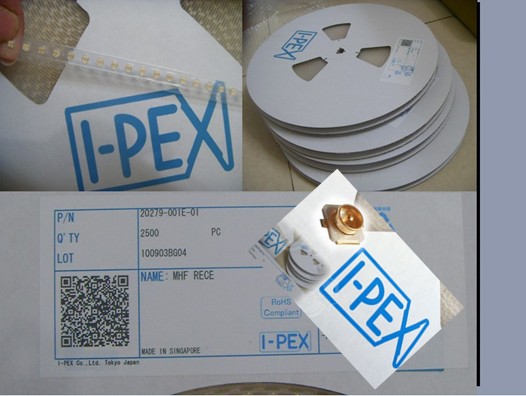 I-PEX
I-PEX
P/N 20279-001E-01
Q'TY 2500 PC
LOT 100903BG04
NAME: MHF RECE
RoHS
Compliant
I-PEX
MADE IN SINGAPORE
I-PEX Co.,Ltd. Tokyo Japan
I-PEX